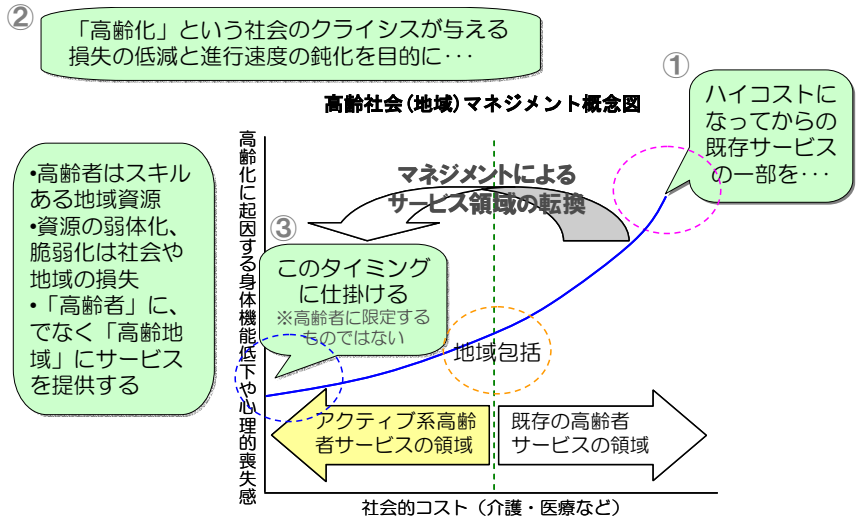 ②
「高齢化」という社会のクライシスが与える
損失の低減と進行速度の鈍化を目的に･･･
①
ハイコストに
なってからの
既存サービス
の一部を･･･
高齢社会(地域)マネジメント概念図
•高齢者はスキル
ある地域資源
•資源の弱体化、
脆弱化は社会や
地域の損失
•「高齢者」に、
でなく「高齢地
域」にサービス
を提供する
高齢化に起因する身体機能低下や心理的喪失感
マネジメントによる
サービス領域の転換
③
このタイミング
に仕掛ける
※高齢者に限定する
ものではない
地域包括
アクティブ系高齢
者サービスの領域
既存の高齢者
サービスの領域
社会的コスト（介護・医療など）